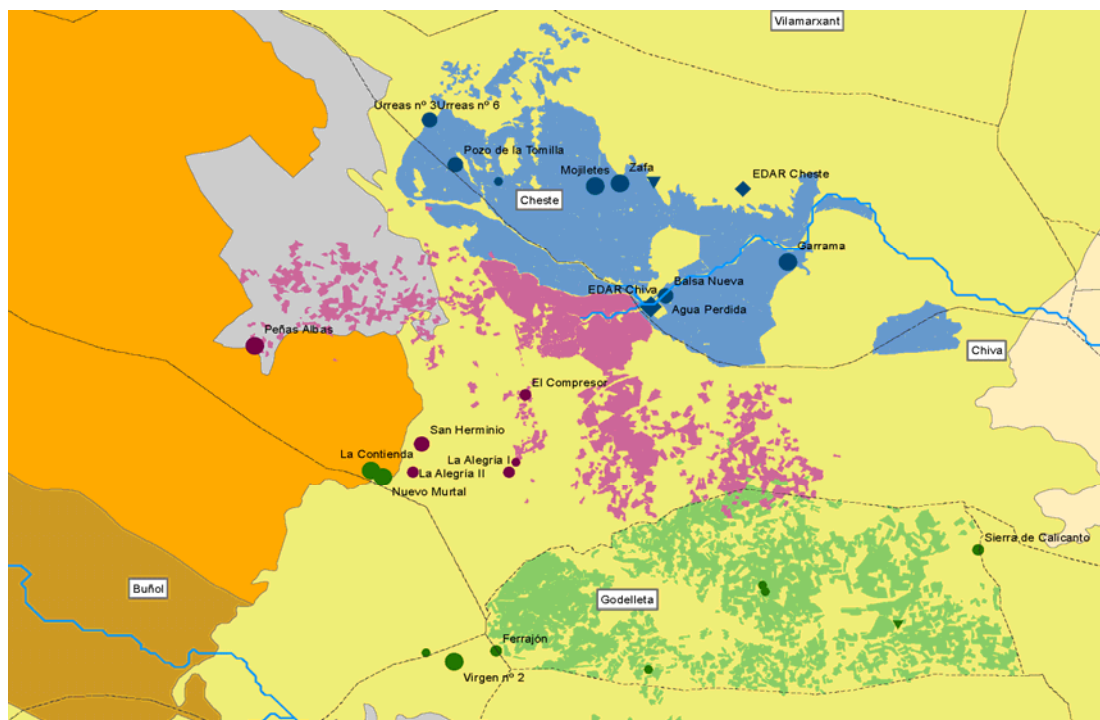 Vilamarxant
Urreas nº 3Urreas nº 6
Pozo de la Tomilla
Mojiletes
Zafa
EDAR Cheste
Cheste
Garrama
EDAR Chiva
Balsa Nueva
Agua Perdida
Peñas Albas
Chiva
El Compresor
San Herminio
La Contienda
La Alegría I
La Alegría II
Nuevo Murtal
Sierra de Calicanto
Buñol
Godelleta
Ferrajón
Virgen nº 2